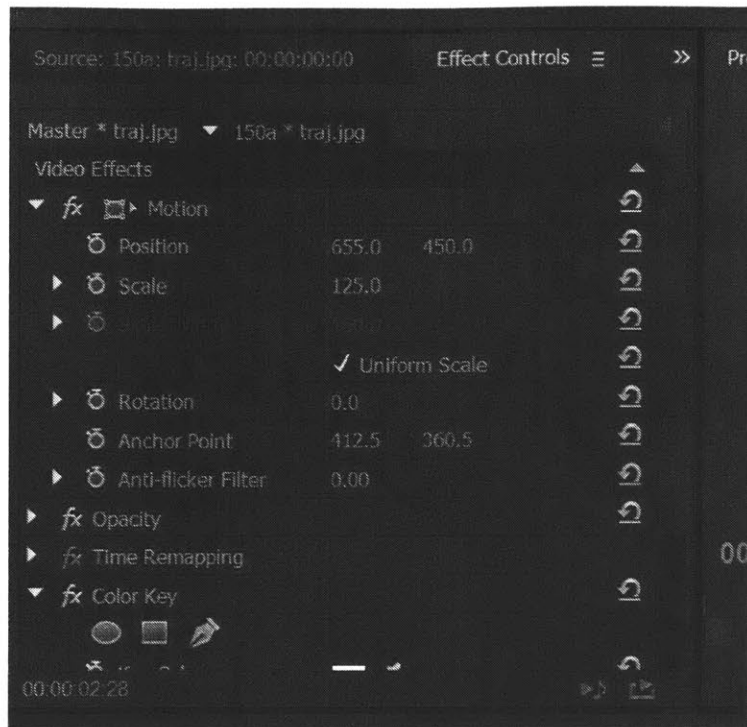 Source: 150a: traj.jpg: 00:00:00:00 Effect Controls Pr
Master * traj.jpg 150a * traj.jpg
Video Effects
fx Motion
Position 655.0 450.0
Scale 125.0
Uniform Scale
Rotation 0.0
Anchor Point 412.5 360.5
Anti-flicker Filter 0.00
fx Opacity
fx Time Remapping
00
fx Color Key
00:00:02:28